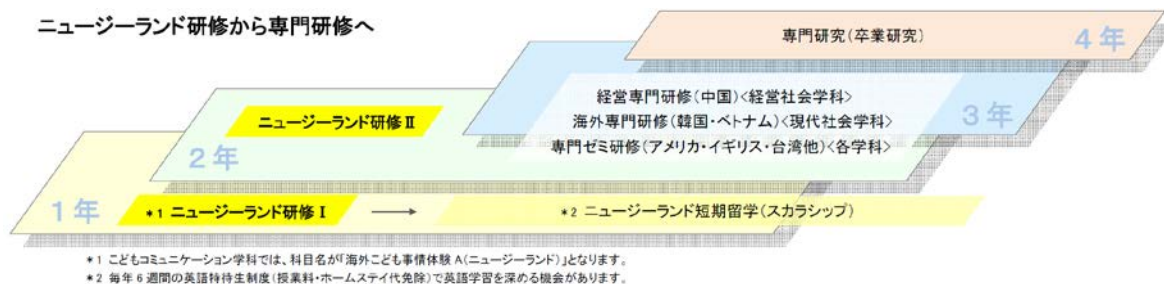 ニュージーランド研修から専門研修へ
専門研究(卒業研究)
4年
経営専門研修(中国)<経営社会学科>
海外専門研修(韓国・ベトナム)<現代社会学科>
専門ゼミ研修(アメリカ・イギリス・台湾他)<各学科>
3年
ニュージーランド研修Ⅱ
2年
1年
*1 ニュージーランド研修Ⅰ → *2 ニュージーランド短期留学(スカラシップ)
*1 こどもコミュニケーション学科では、科目名が「海外こども事情体験A(ニュージーランド)」となります。
*2 毎年6週間の英語特待生制度(授業料・ホームステイ代免除)で英語学習を深める機会があります。